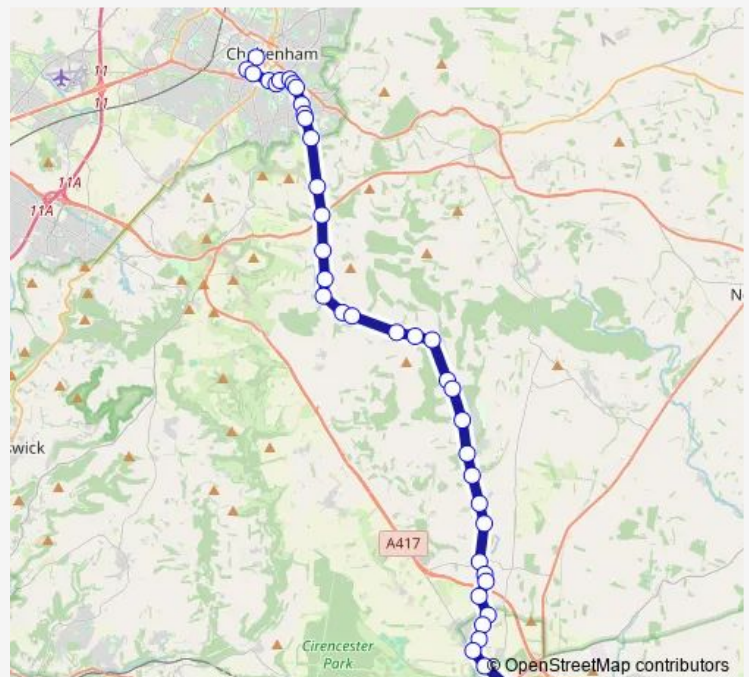 Cheltenham
11
11
11A
11A
N
wick
A417
Cirencester
Park
© OpenStreetMap contributors